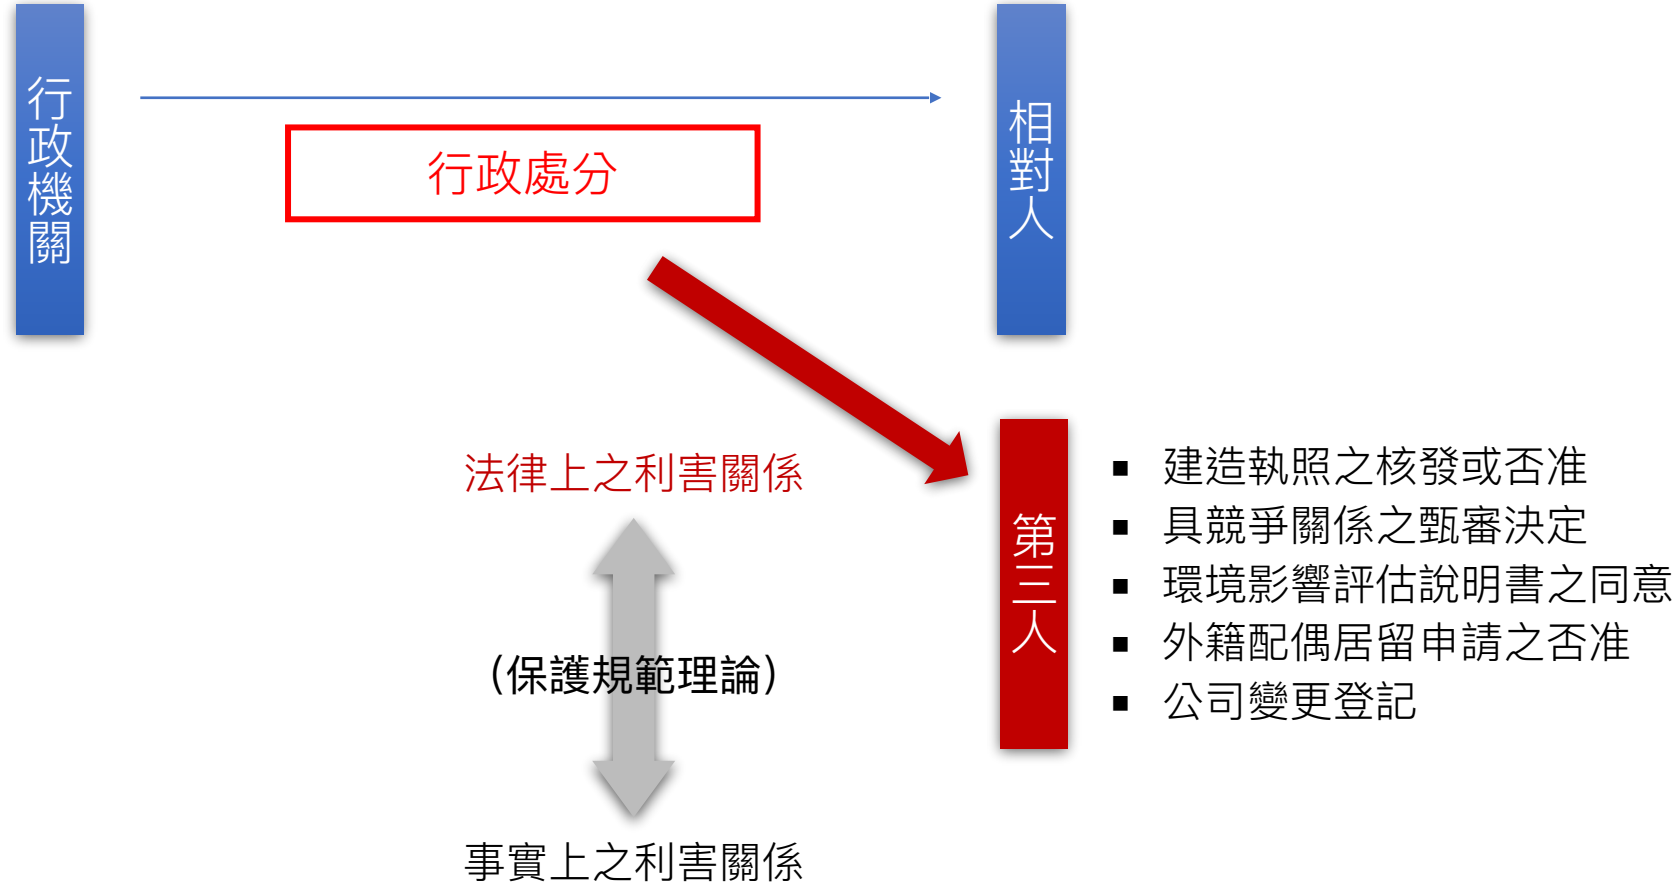 行政機關
行政處分
相對人
法律上之利害關係
(保護規範理論)
事實上之利害關係
第三人
▪ 建造執照之核發或否准
▪ 具競爭關係之甄審決定
▪ 環境影響評估說明書之同意
▪ 外籍配偶居留申請之否准
▪ 公司變更登記